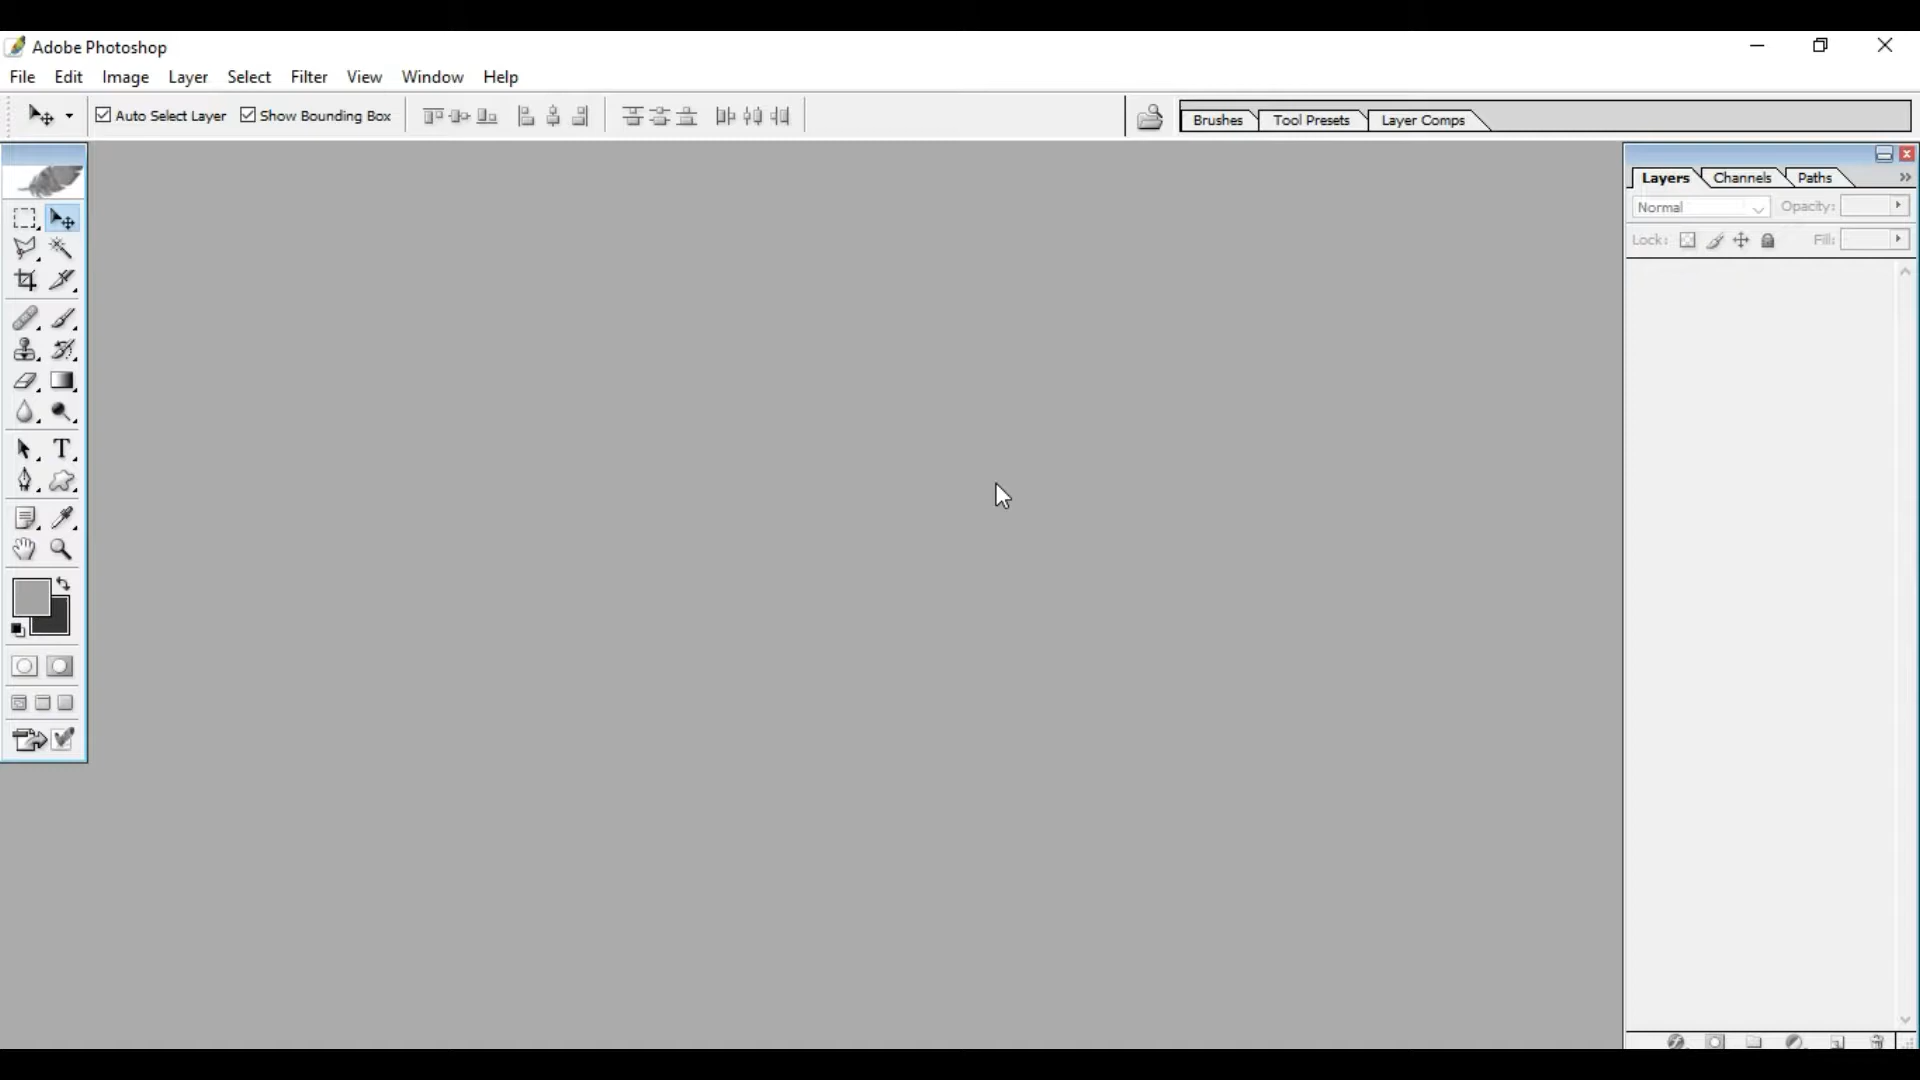 Adobe Photoshop
File Edit Image Layer Select Filter View Window Help
Auto Select Layer Show Bounding Box Brushes Tool Presets Layer Comps
Layers Channels Paths
Normal Opacity:
Lock: Fill:
T